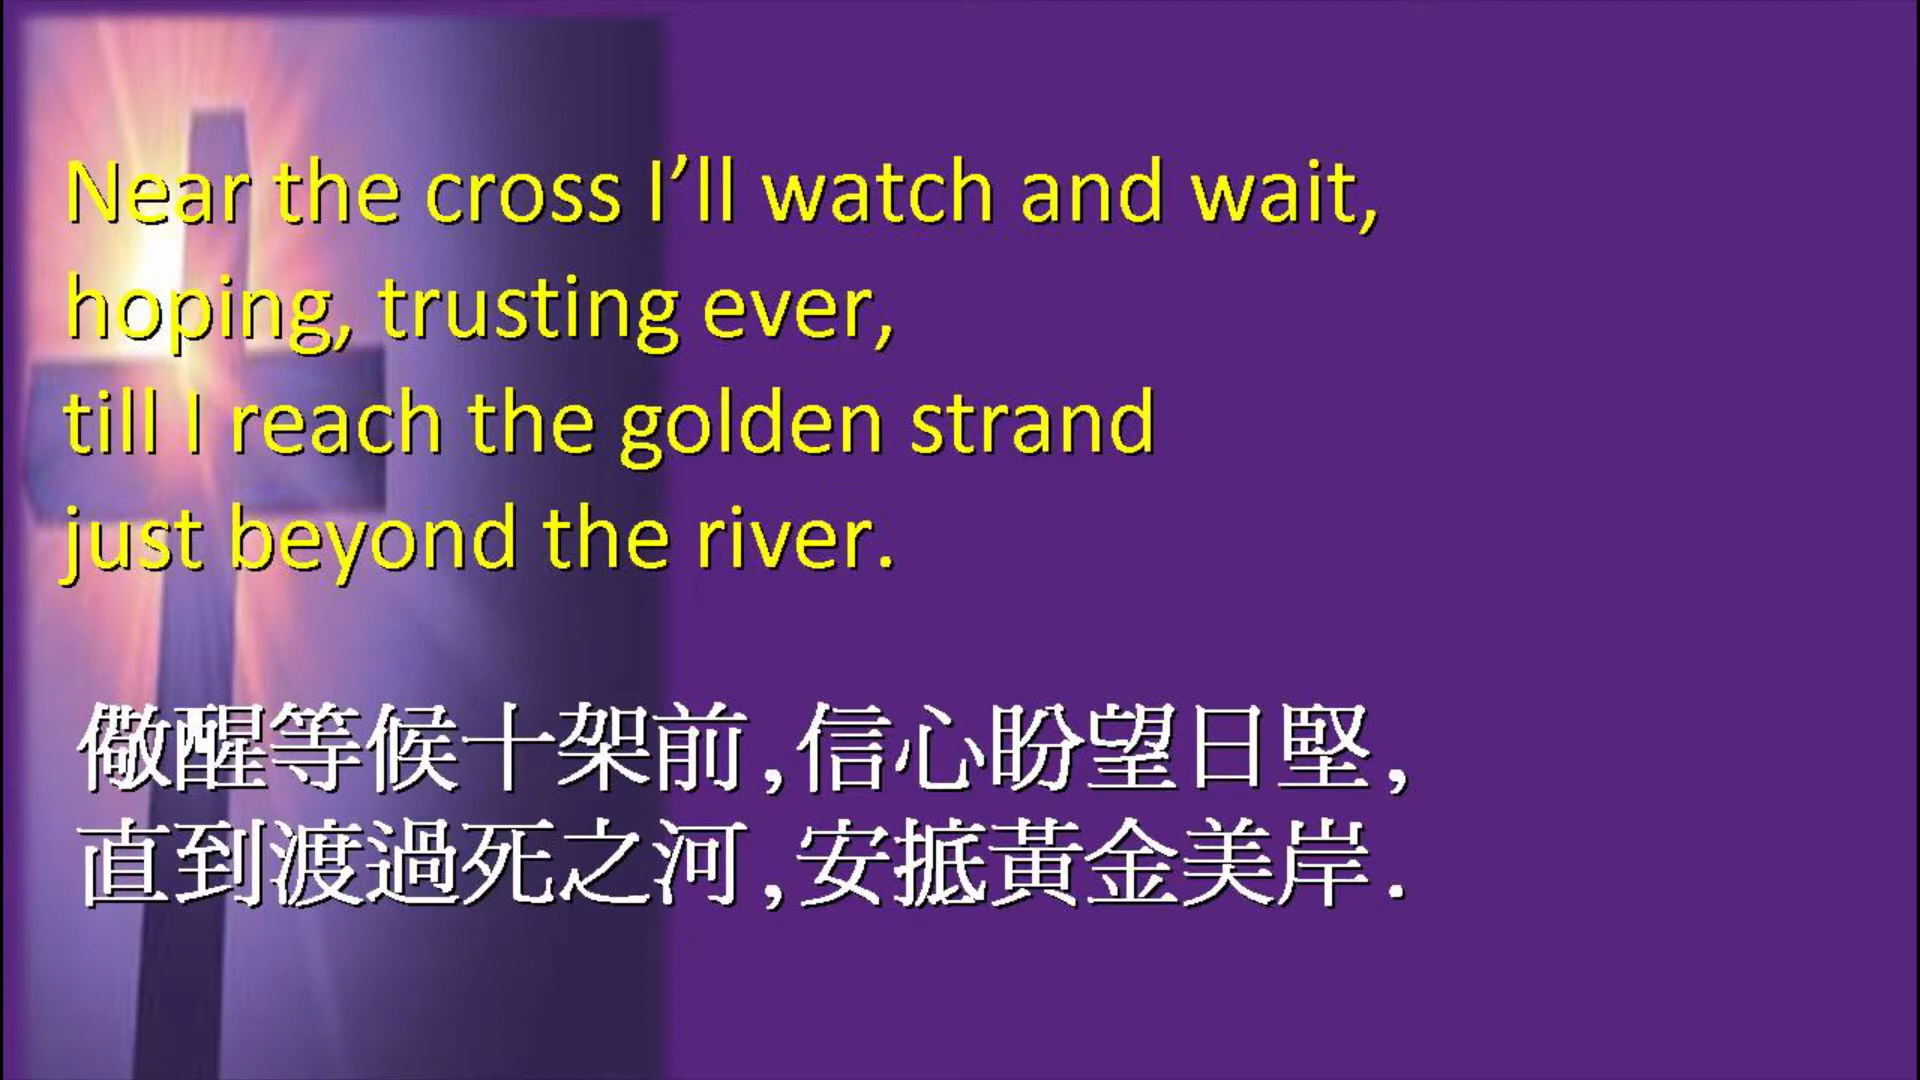 Near the cross I’ll watch and wait,
hoping, trusting ever,
till I reach the golden strand
just beyond the river.
儆醒等候十架前,信心盼望日堅,
直到渡過死之河,安抵黃金美岸.